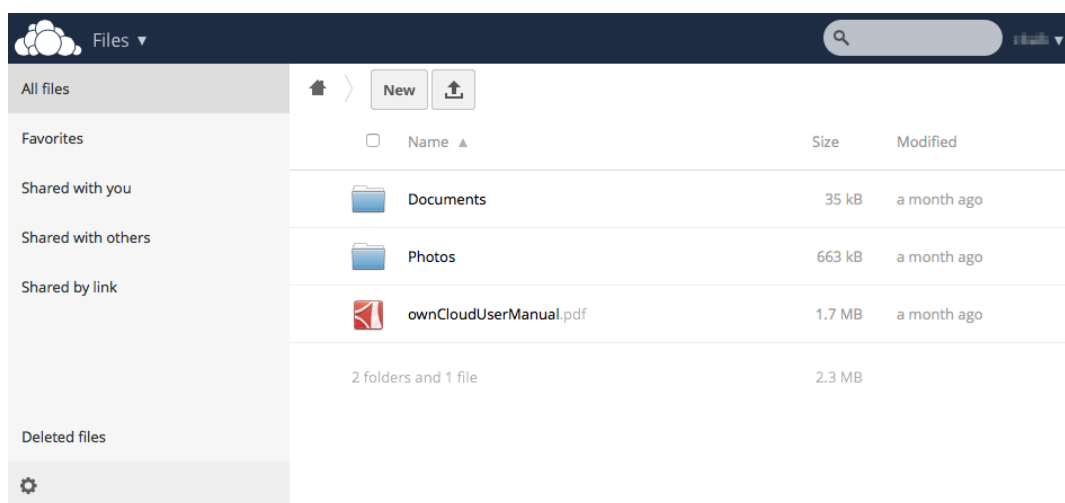 Files ▼
All files
Favorites
Shared with you
Shared with others
Shared by link
Deleted files
New
Name ▲ Size Modified
Documents 35 kB a month ago
Photos 663 kB a month ago
ownCloudUserManual.pdf 1.7 MB a month ago
2 folders and 1 file 2.3 MB